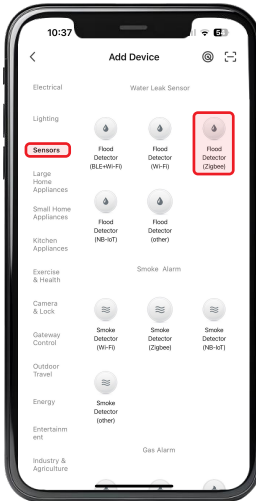 10:37
Add Device
Electrical
Lighting
Sensors
Large
Home
Appliances
Small Home
Appliances
Kitchen
Appliances
Exercise
& Health
Camera
& Lock
Gateway
Control
Outdoor
Travel
Energy
Entertainm
ent
Industry &
Agriculture
Water Leak Sensor
Flood
Detector
(BLE+Wi-Fi)
Flood
Detector
(Wi-Fi)
Flood
Detector
(Zigbee)
Flood
Detector
(NB-IoT)
Flood
Detector
(other)
Smoke Alarm
Smoke
Detector
(Wi-Fi)
Smoke
Detector
(Zigbee)
Smoke
Detector
(NB-IoT)
Smoke
Detector
(other)
Gas Alarm